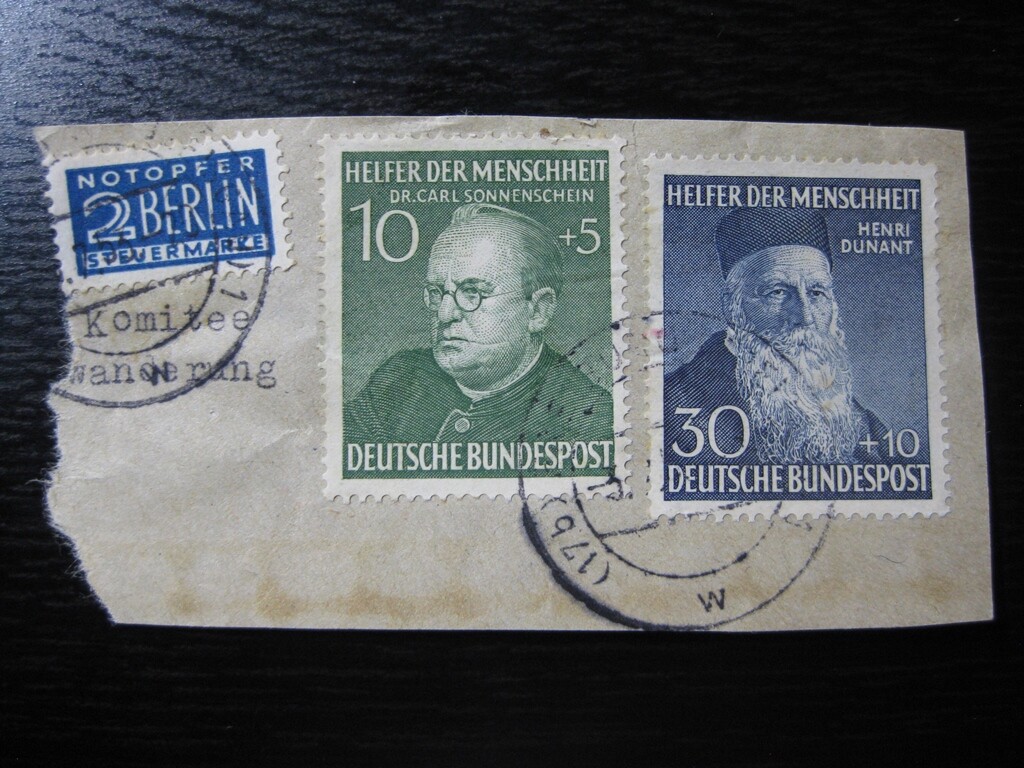 NOTOPFER
2 BERLIN
STEUERMARKE
Komitee
wanderung
HELFER DER MENSCHHEIT
DR. CARL SONNENSCHEIN
10 +5
DEUTSCHE BUNDESPOST
HELFER DER MENSCHHEIT
HENRI
DUNANT
30 +10
DEUTSCHE BUNDESPOST
(17b)
W